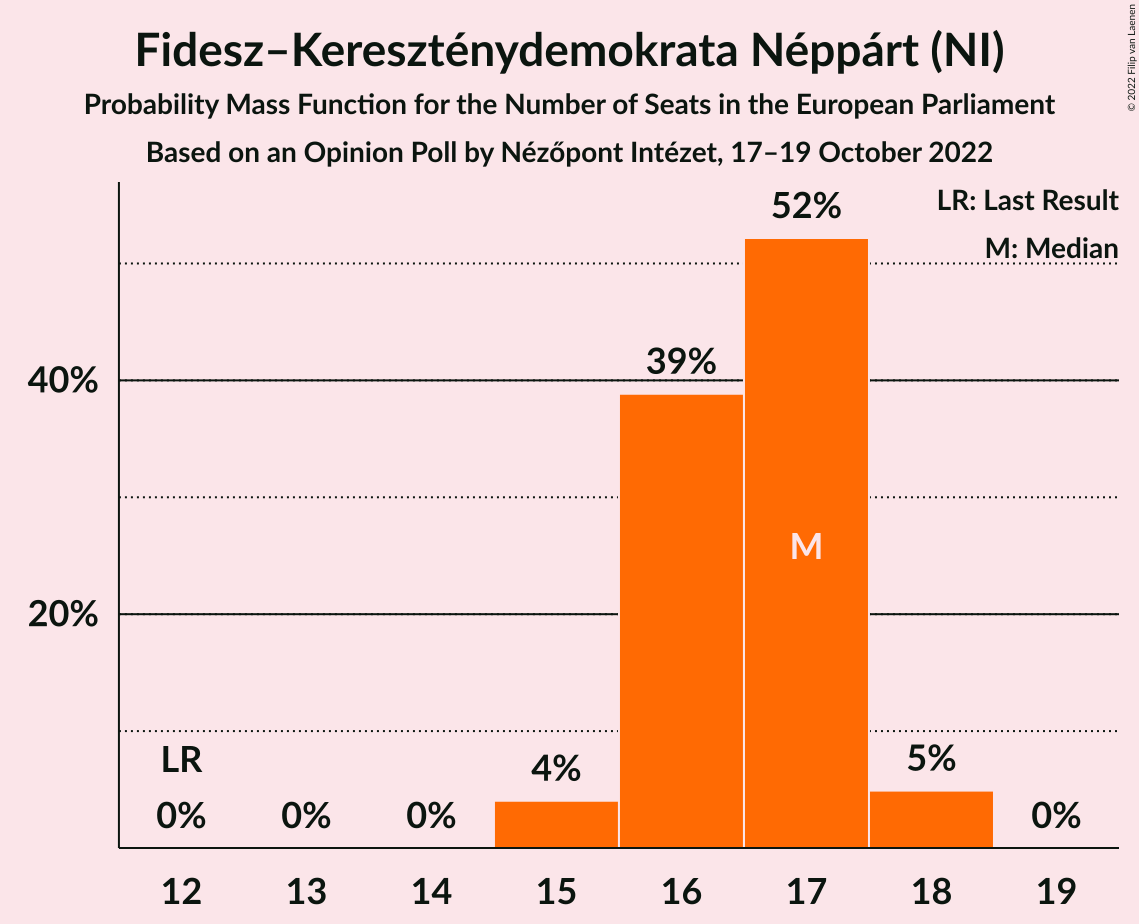 Fidesz–Kereszténydemokrata Néppárt (NI)
Probability Mass Function for the Number of Seats in the European Parliament
Based on an Opinion Poll by Nézőpont Intézet, 17–19 October 2022
© 2022 Filip van Laenen
LR: Last Result
M: Median
52%
39%
40%
M
20%
LR
0%
0%
0%
4%
5%
0%
12
13
14
15
16
17
18
19